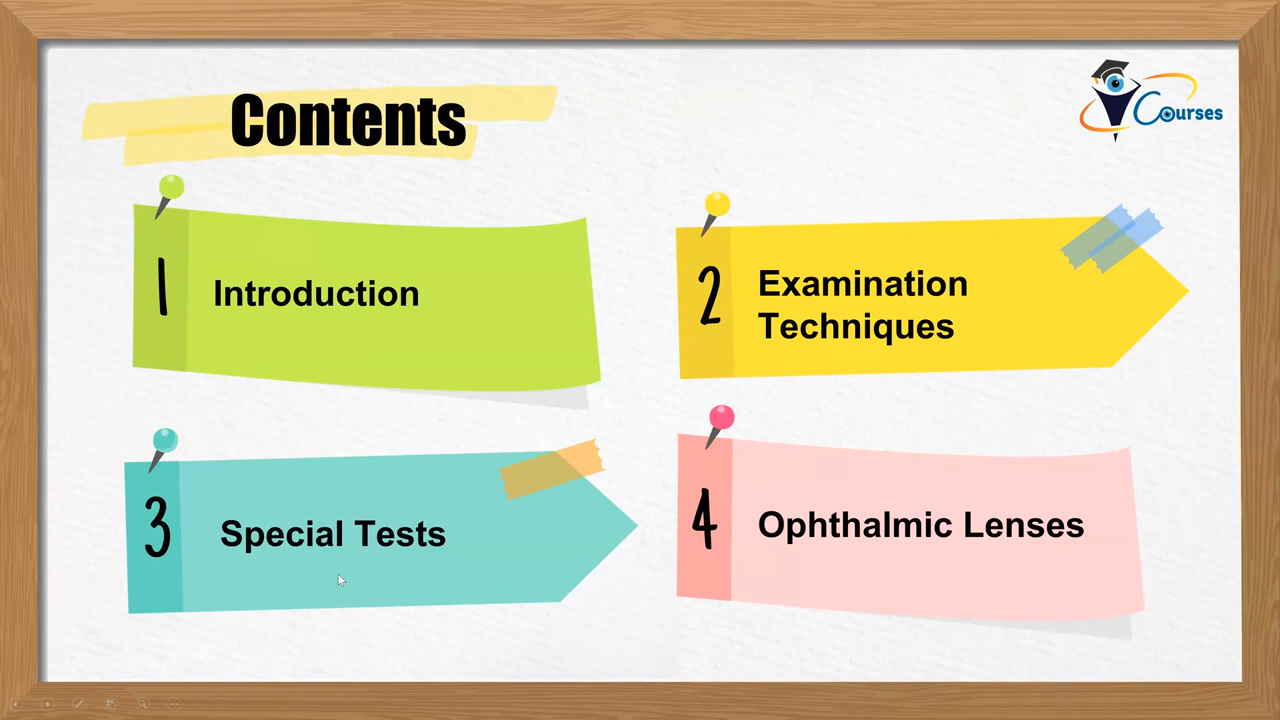 Contents
Courses
1
Introduction
2
Examination
Techniques
3
Special Tests
4
Ophthalmic Lenses